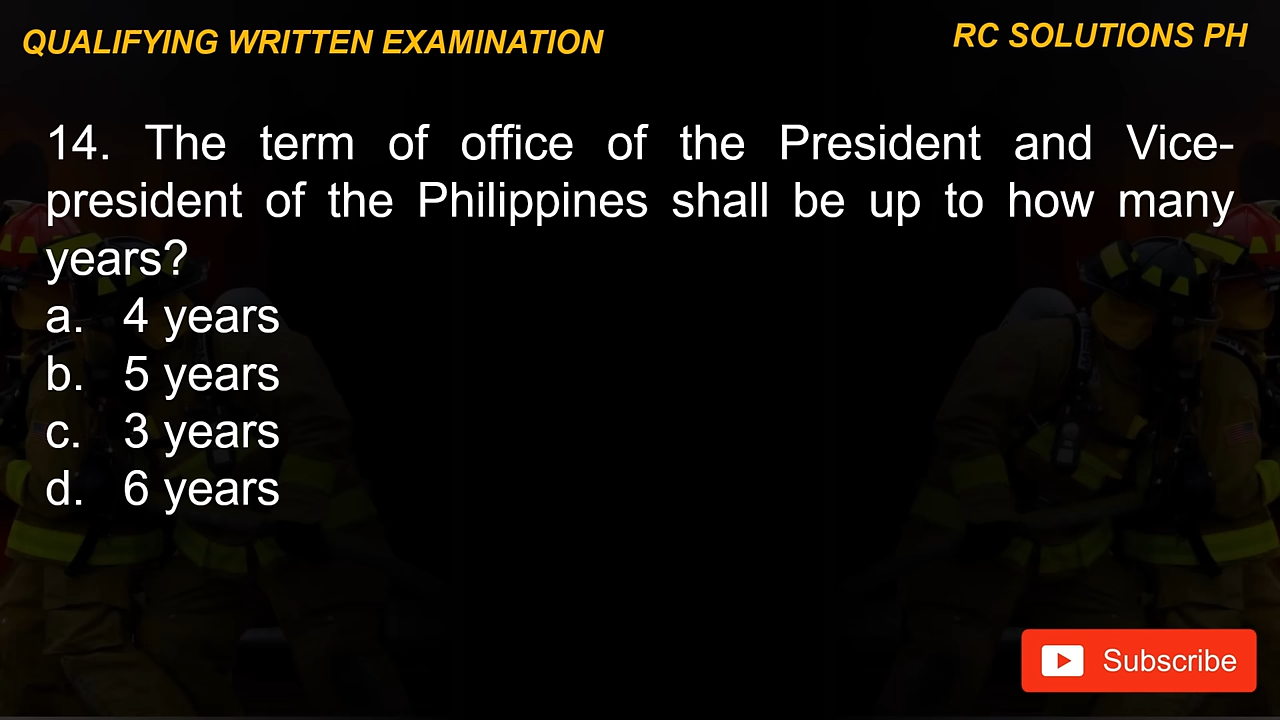 QUALIFYING WRITTEN EXAMINATION
RC SOLUTIONS PH
14. The term of office of the President and Vice-
president of the Philippines shall be up to how many
years?
a. 4 years
b. 5 years
c. 3 years
d. 6 years
Subscribe